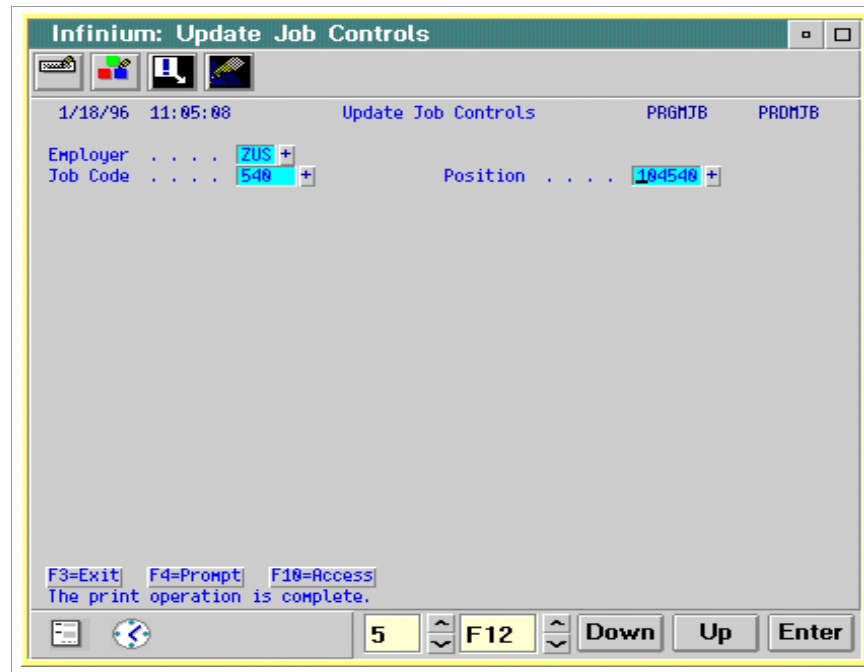 Infinium: Update Job Controls
1/18/96 11:05:08 Update Job Controls PRGMJB PRDMJB
Employer . . . . ZUS +
Job Code . . . . 540 + Position . . . . 104540 +
F3=Exit F4=Prompt F10=Access
The print operation is complete.
5 F12 Down Up Enter